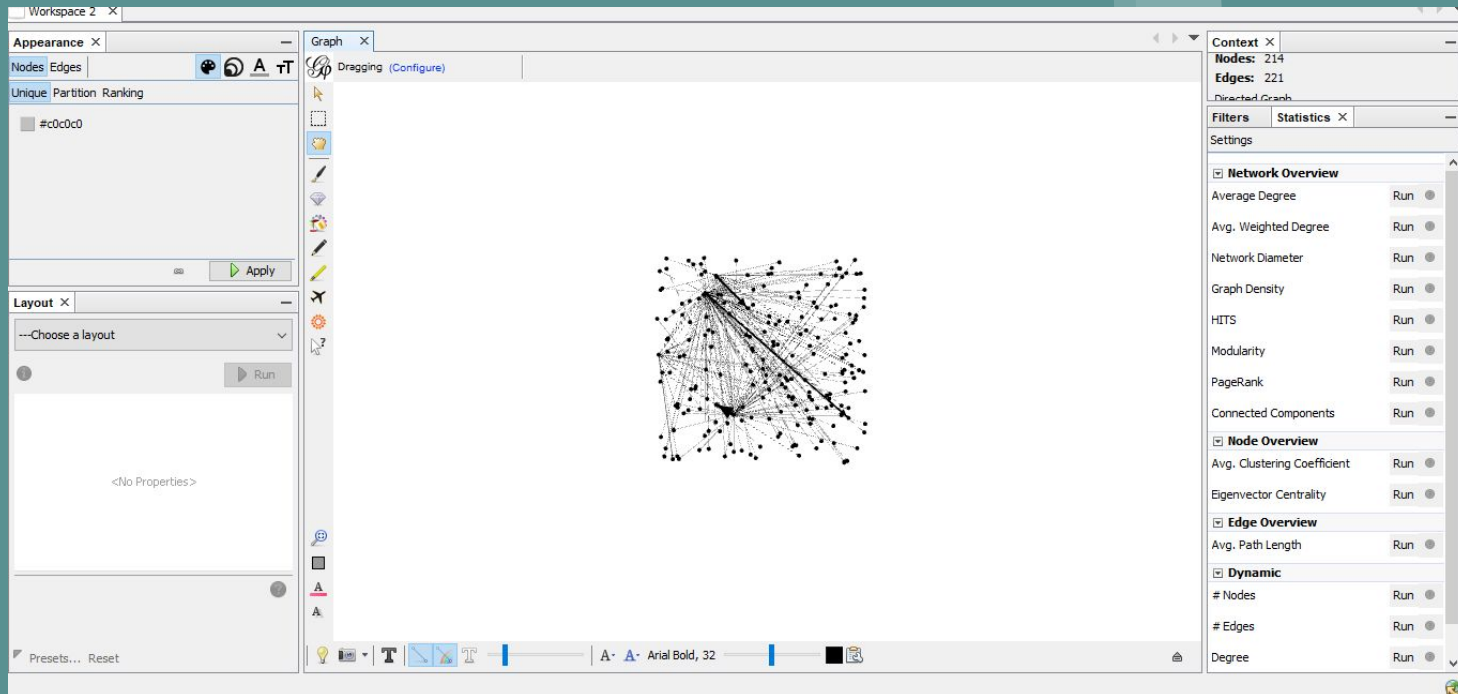 Workspace 2
Appearance
Nodes Edges
Unique Partition Ranking
#c0c0c0
Apply
Layout
---Choose a layout
Run
<No Properties>
Presets... Reset
Graph
Dragging (Configure)
A- A- Arial Bold, 32
Context
Nodes: 214
Edges: 221
Directed Graph
Filters Statistics
Settings
Network Overview
Average Degree Run
Avg. Weighted Degree Run
Network Diameter Run
Graph Density Run
HITS Run
Modularity Run
PageRank Run
Connected Components Run
Node Overview
Avg. Clustering Coefficient Run
Eigenvector Centrality Run
Edge Overview
Avg. Path Length Run
Dynamic
# Nodes Run
# Edges Run
Degree Run